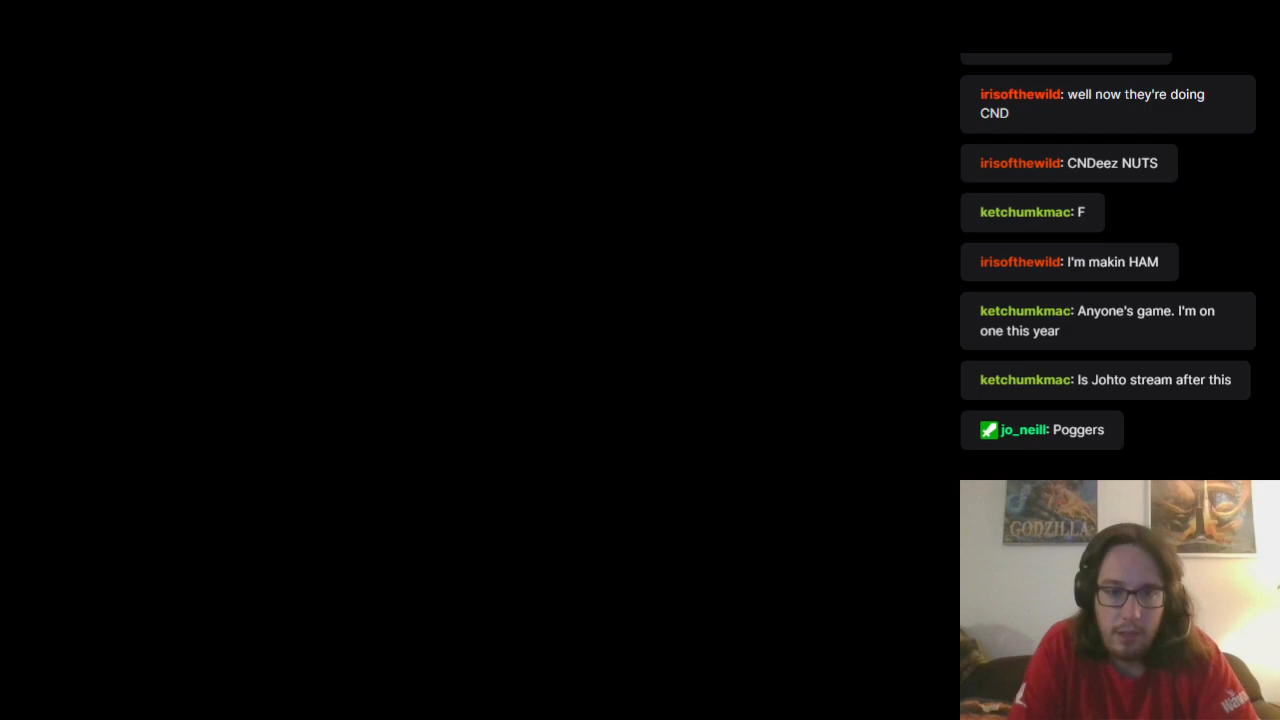 irisofthewild: well now they're doing
CND
irisofthewild: CNDeez NUTS
ketchumkmac: F
irisofthewild: I'm makin HAM
ketchumkmac: Anyone's game. I'm on
one this year
ketchumkmac: Is Johto stream after this
jo_neill: Poggers
GODZILLA